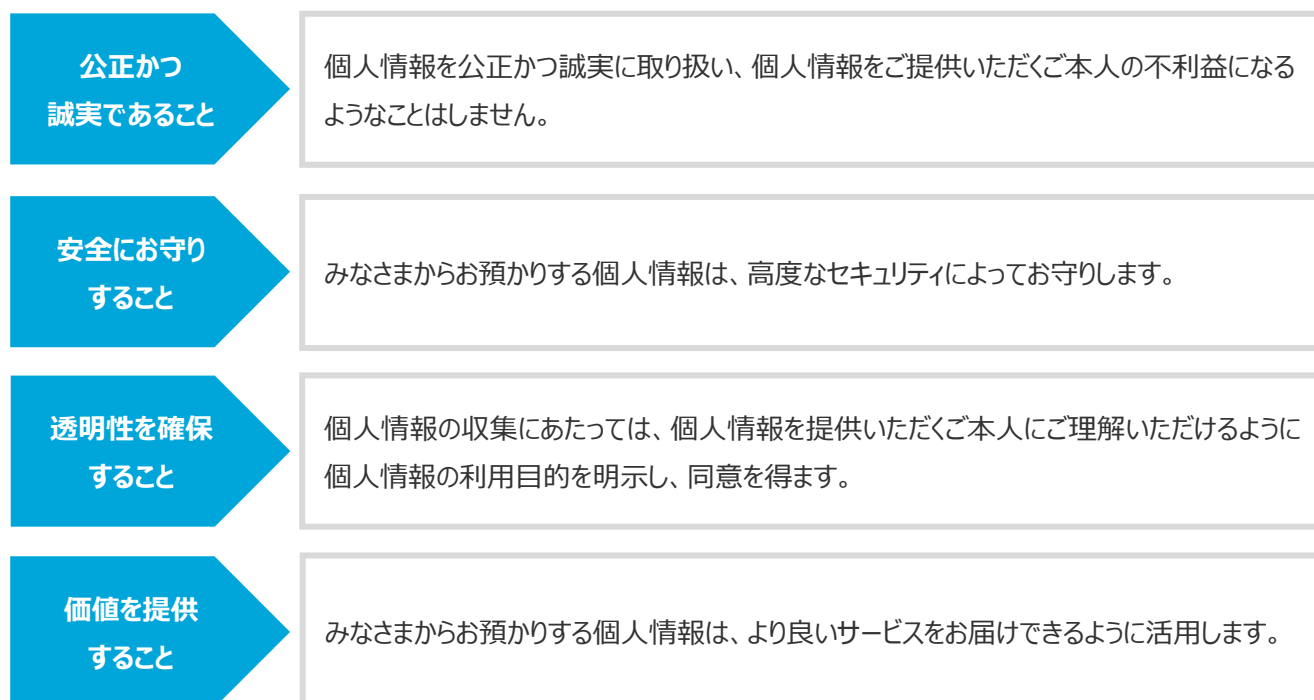 公正かつ
誠実であること
個人情報を公正かつ誠実に取り扱い、個人情報をご提供いただくご本人の不利益になる
ようなことはしません。
安全にお守り
すること
みなさまからお預かりする個人情報は、高度なセキュリティによってお守りします。
透明性を確保
すること
個人情報の収集にあたっては、個人情報を提供いただくご本人にご理解いただけるように
個人情報の利用目的を明示し、同意を得ます。
価値を提供
すること
みなさまからお預かりする個人情報は、より良いサービスをお届けできるように活用します。